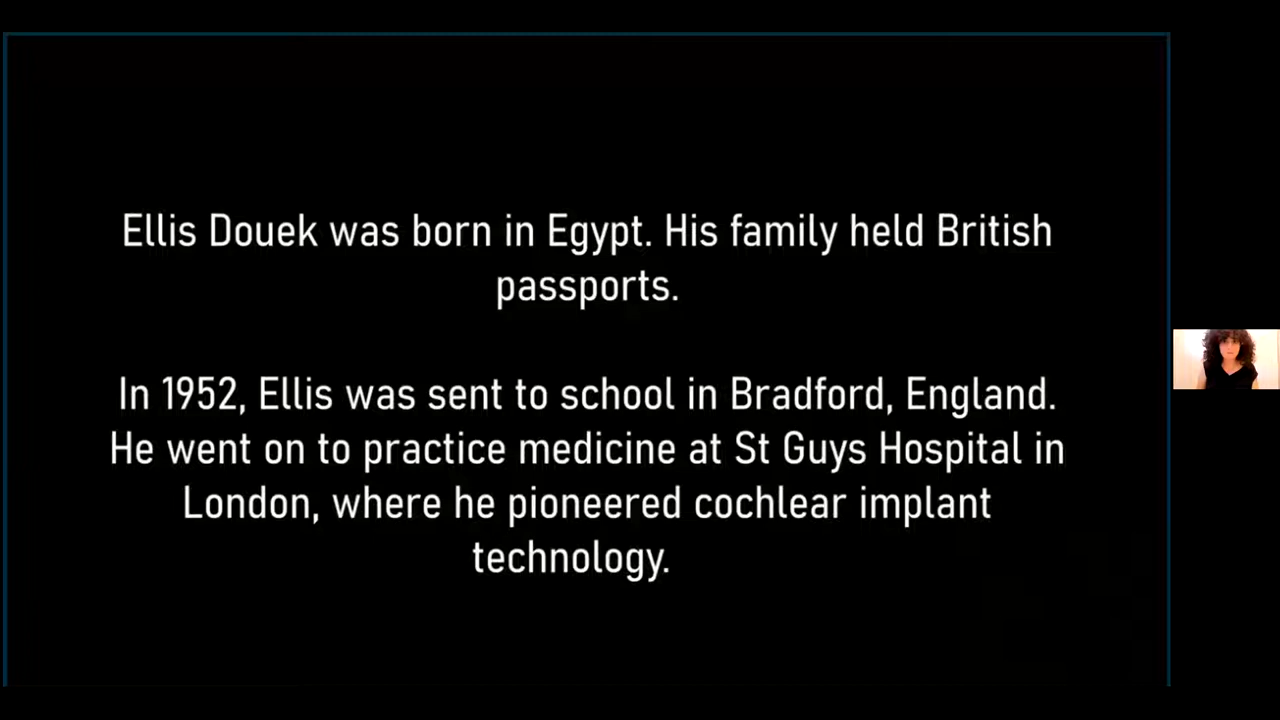 Ellis Douek was born in Egypt. His family held British
passports.
In 1952, Ellis was sent to school in Bradford, England.
He went on to practice medicine at St Guys Hospital in
London, where he pioneered cochlear implant
technology.